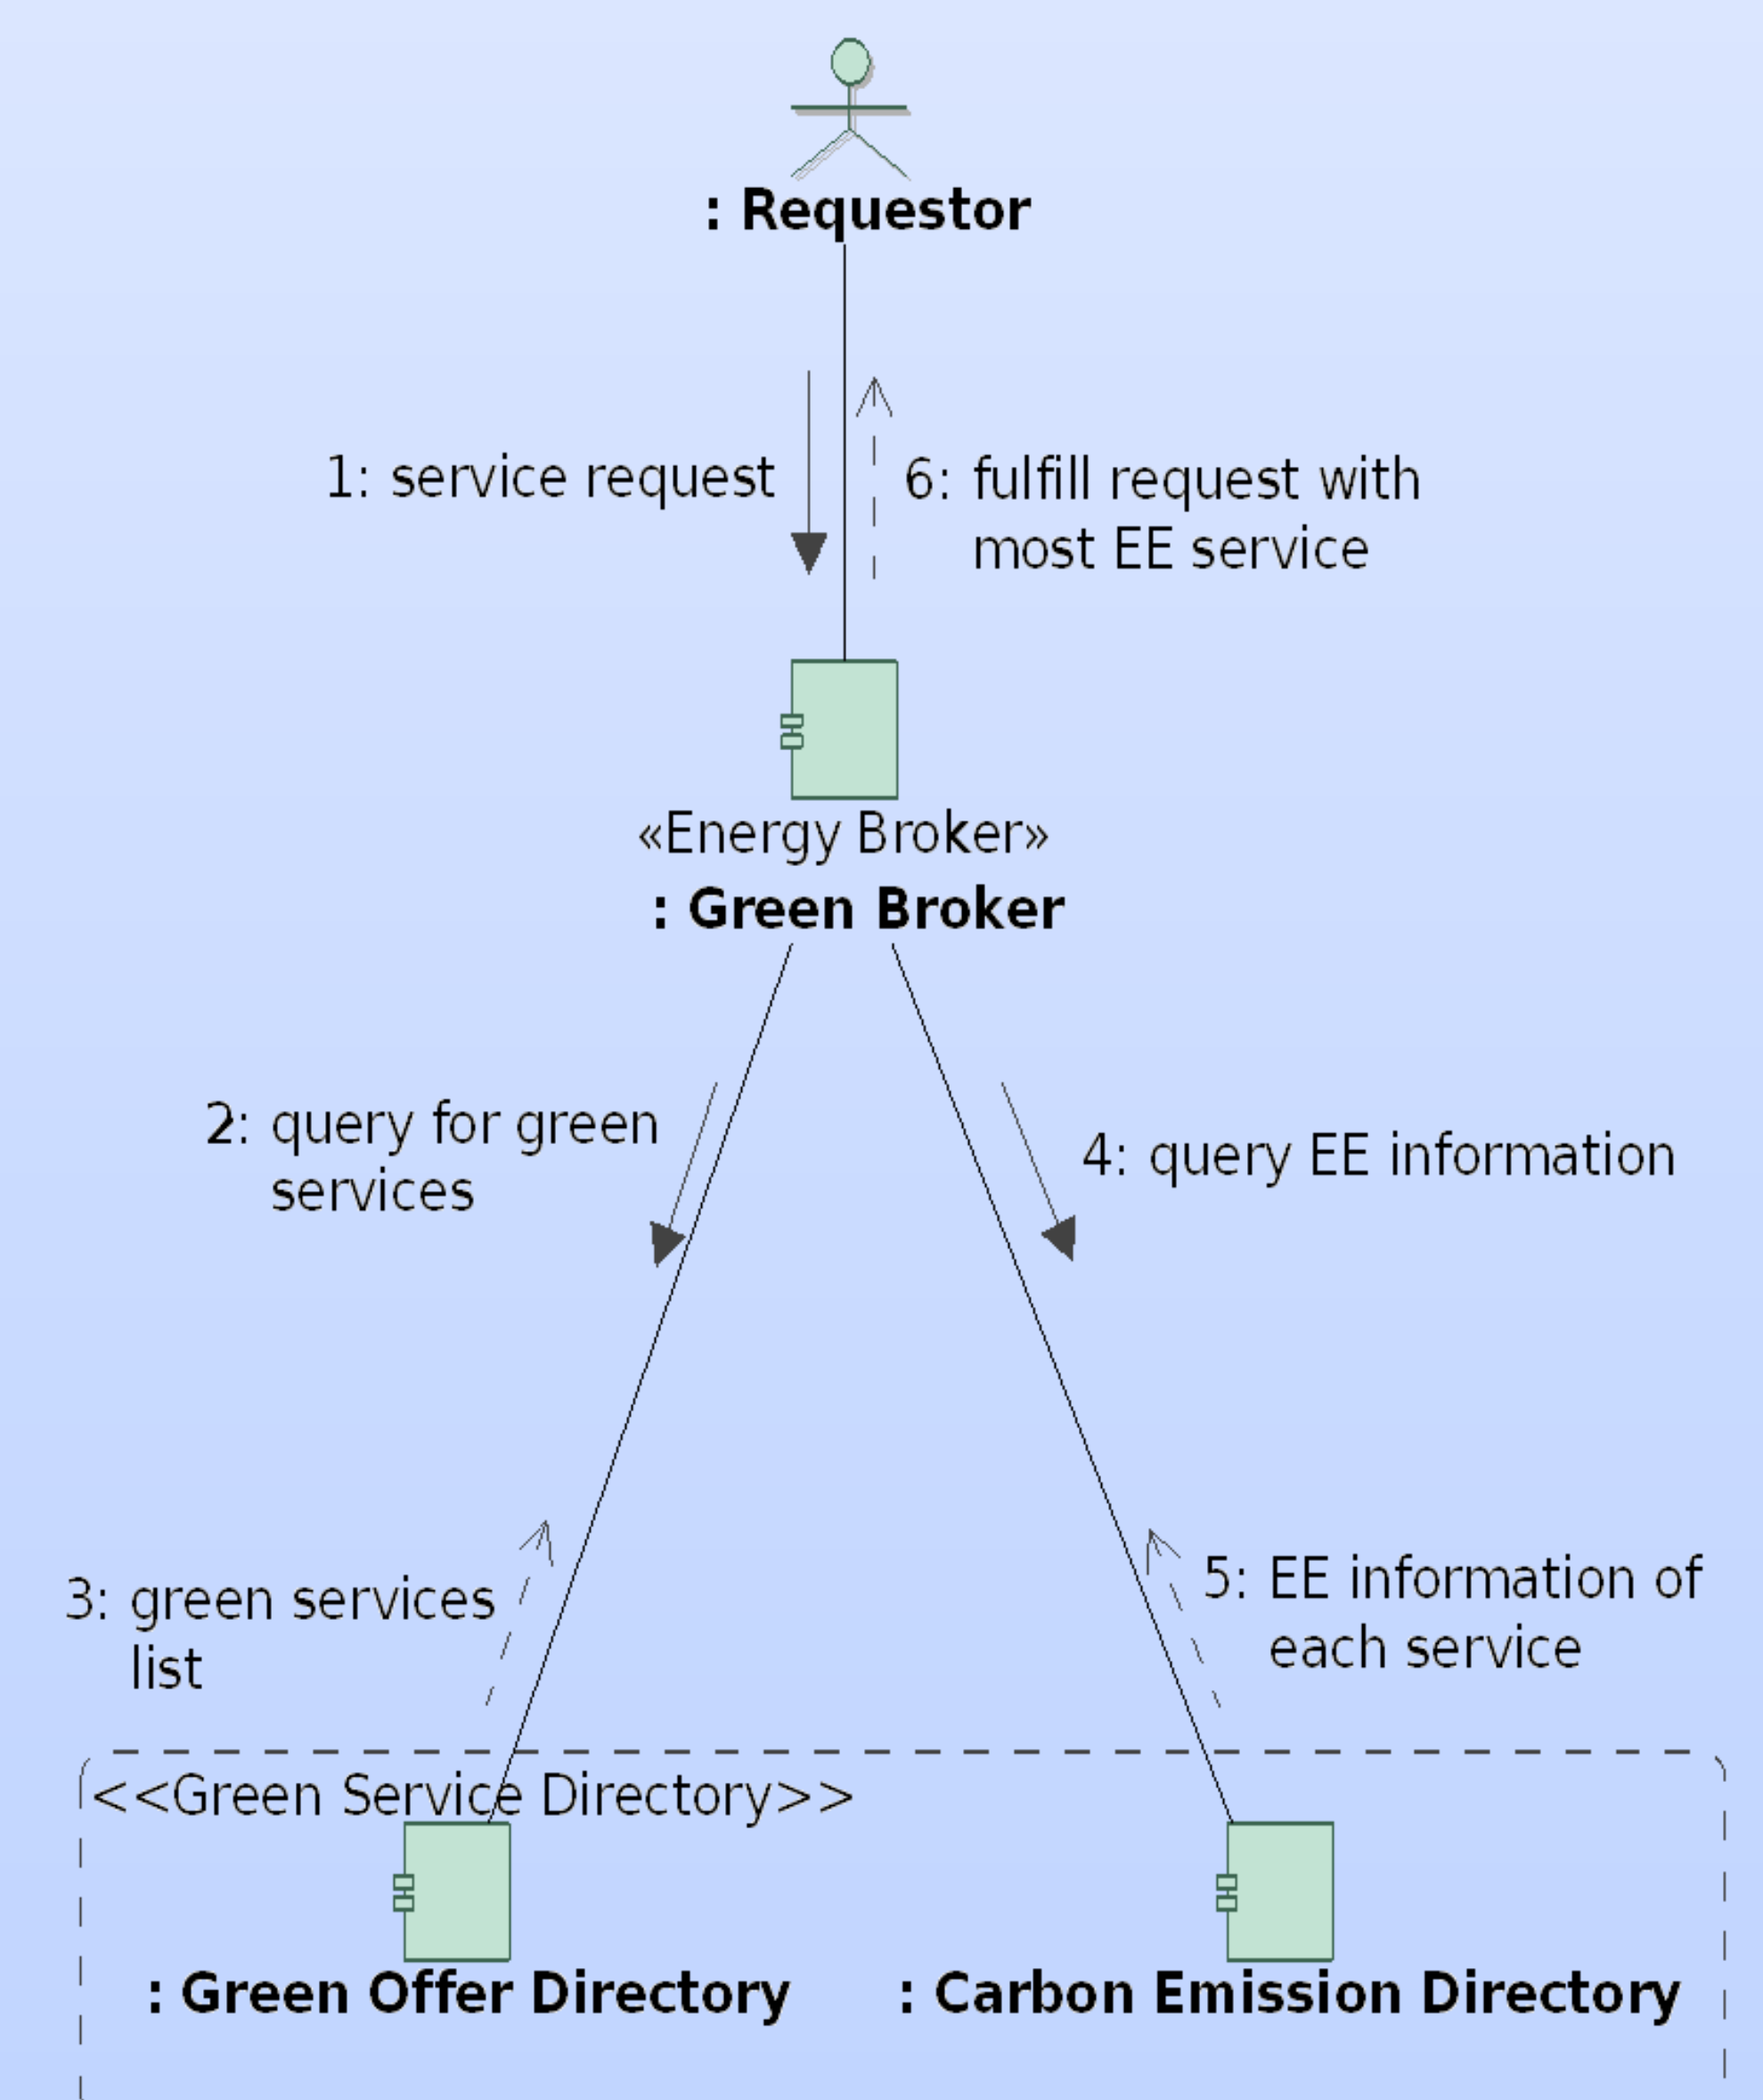 : Requestor
1: service request
6: fulfill request with
most EE service
«Energy Broker»
: Green Broker
2: query for green
services
4: query EE information
3: green services
list
5: EE information of
each service
<<Green Service Directory>>
: Green Offer Directory
: Carbon Emission Directory